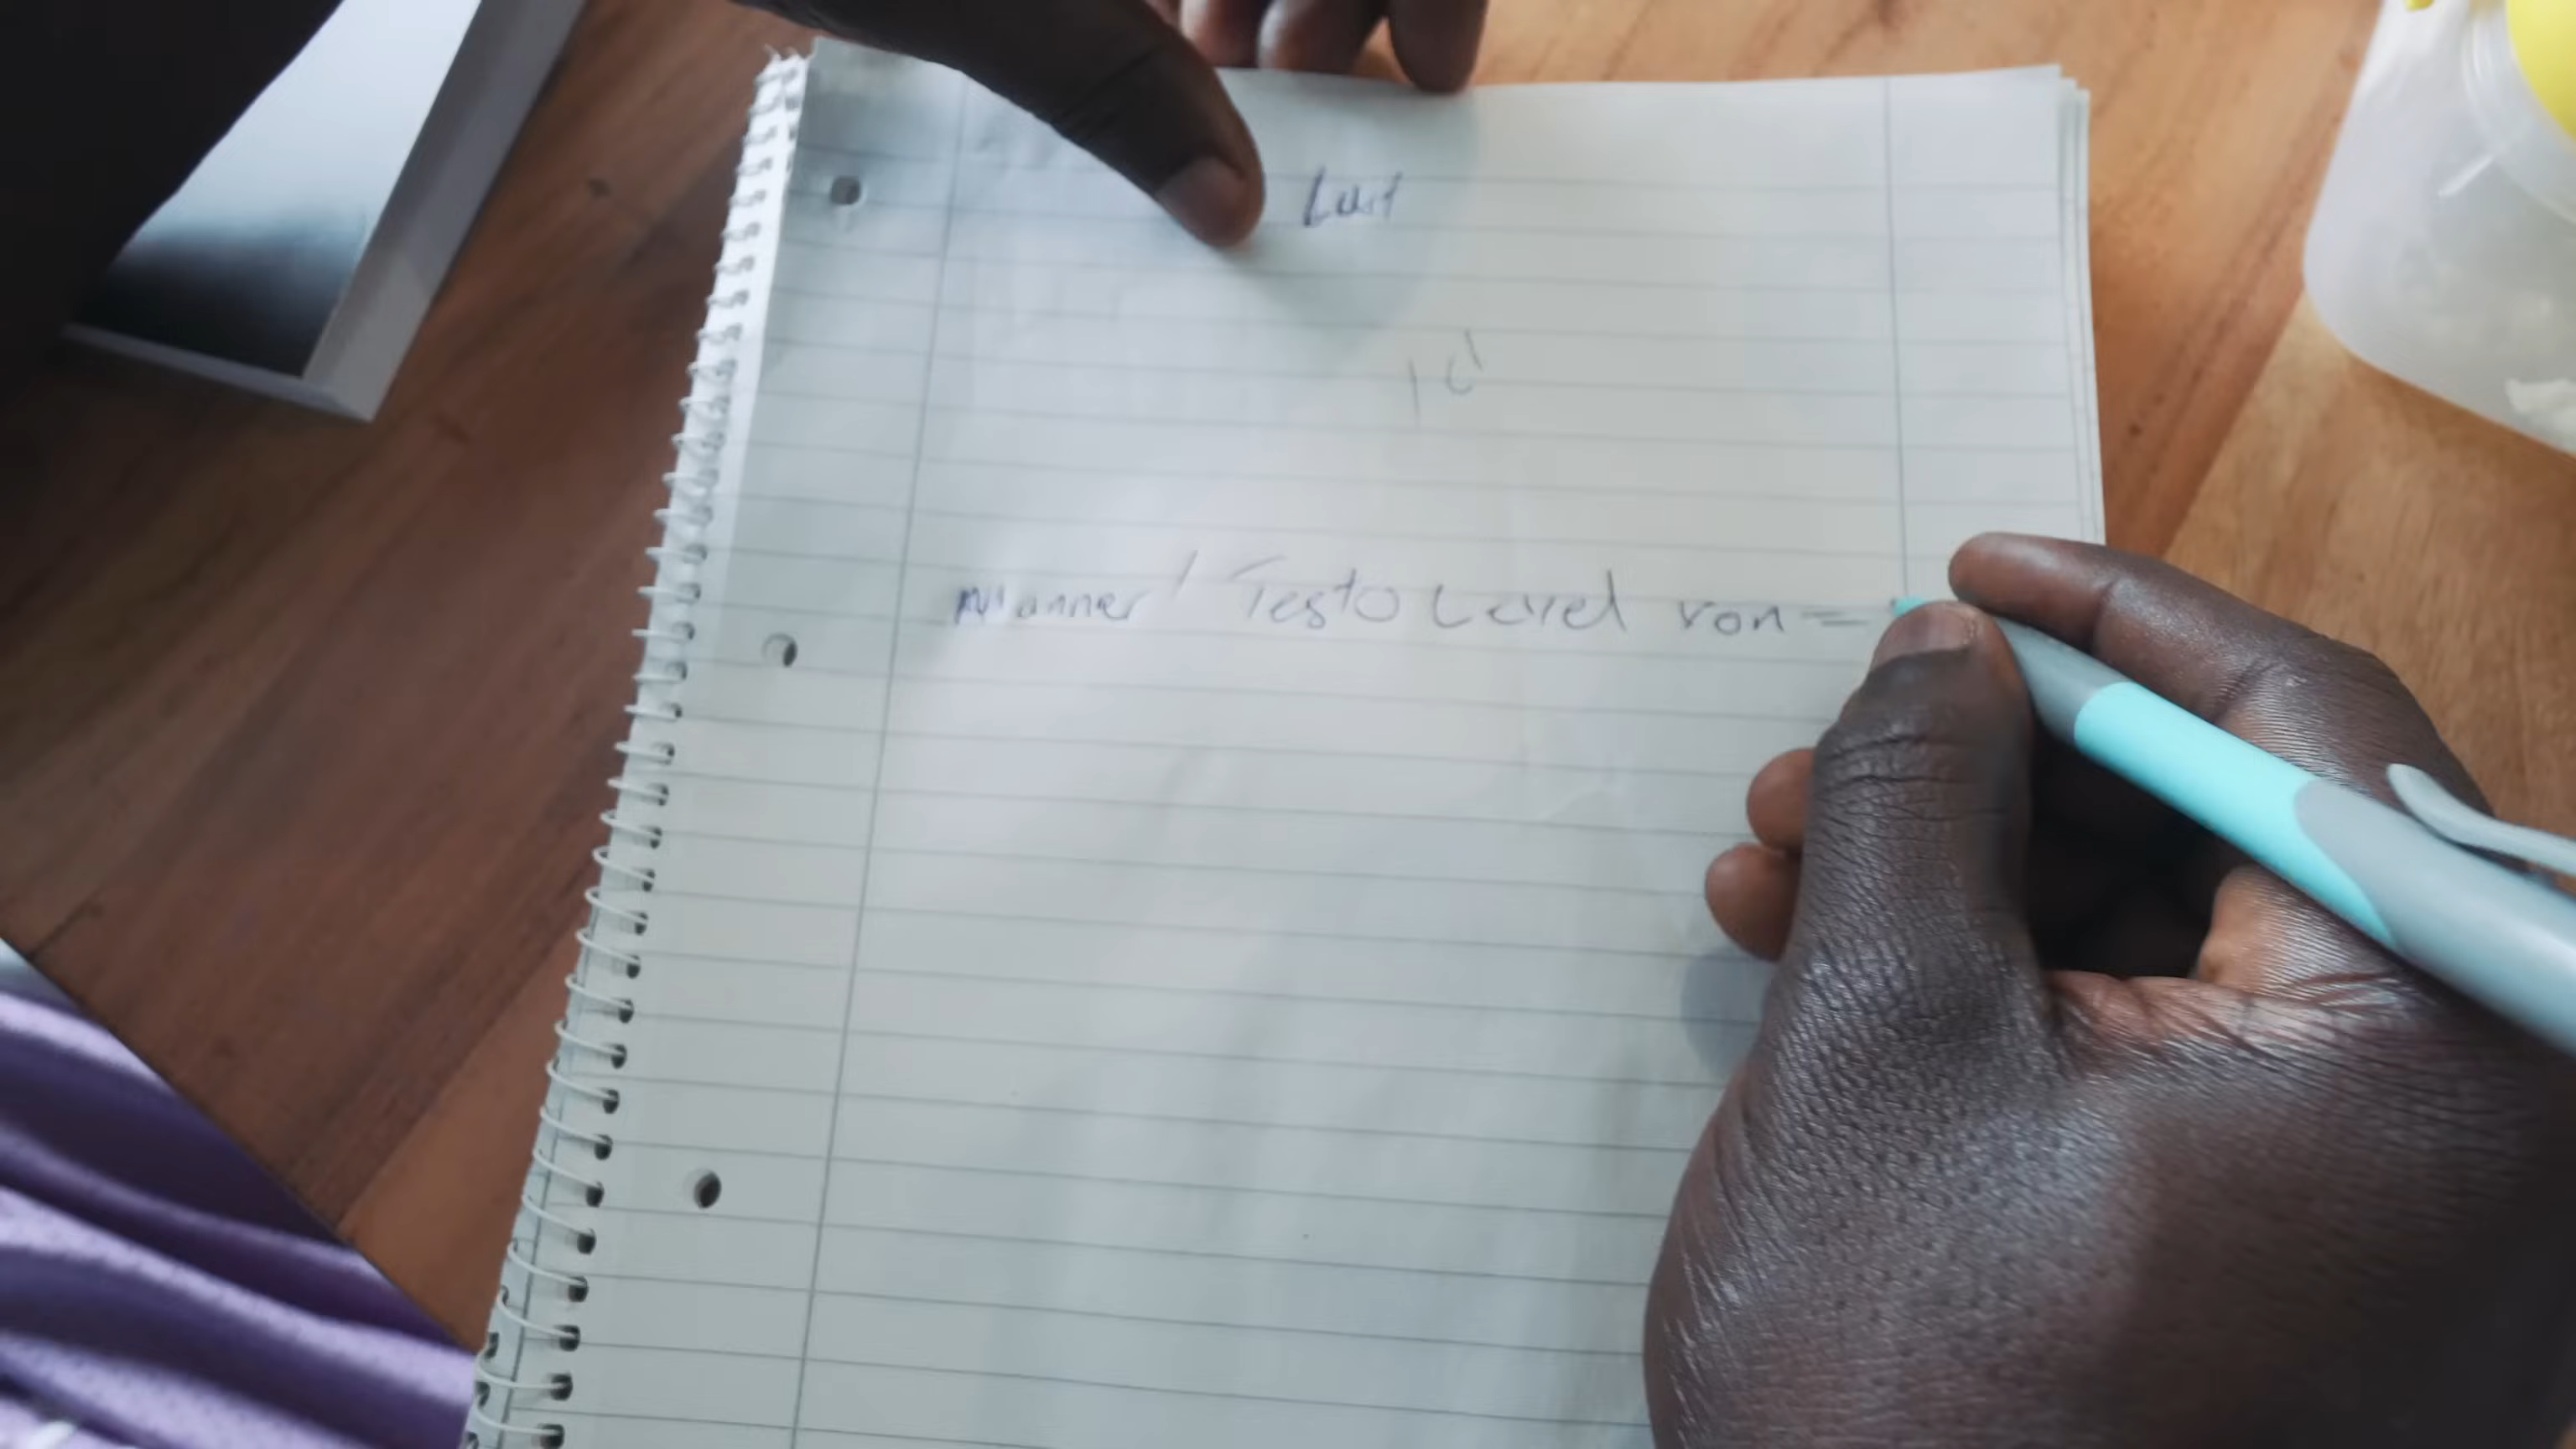 Lust
Manner / Testo Level von =